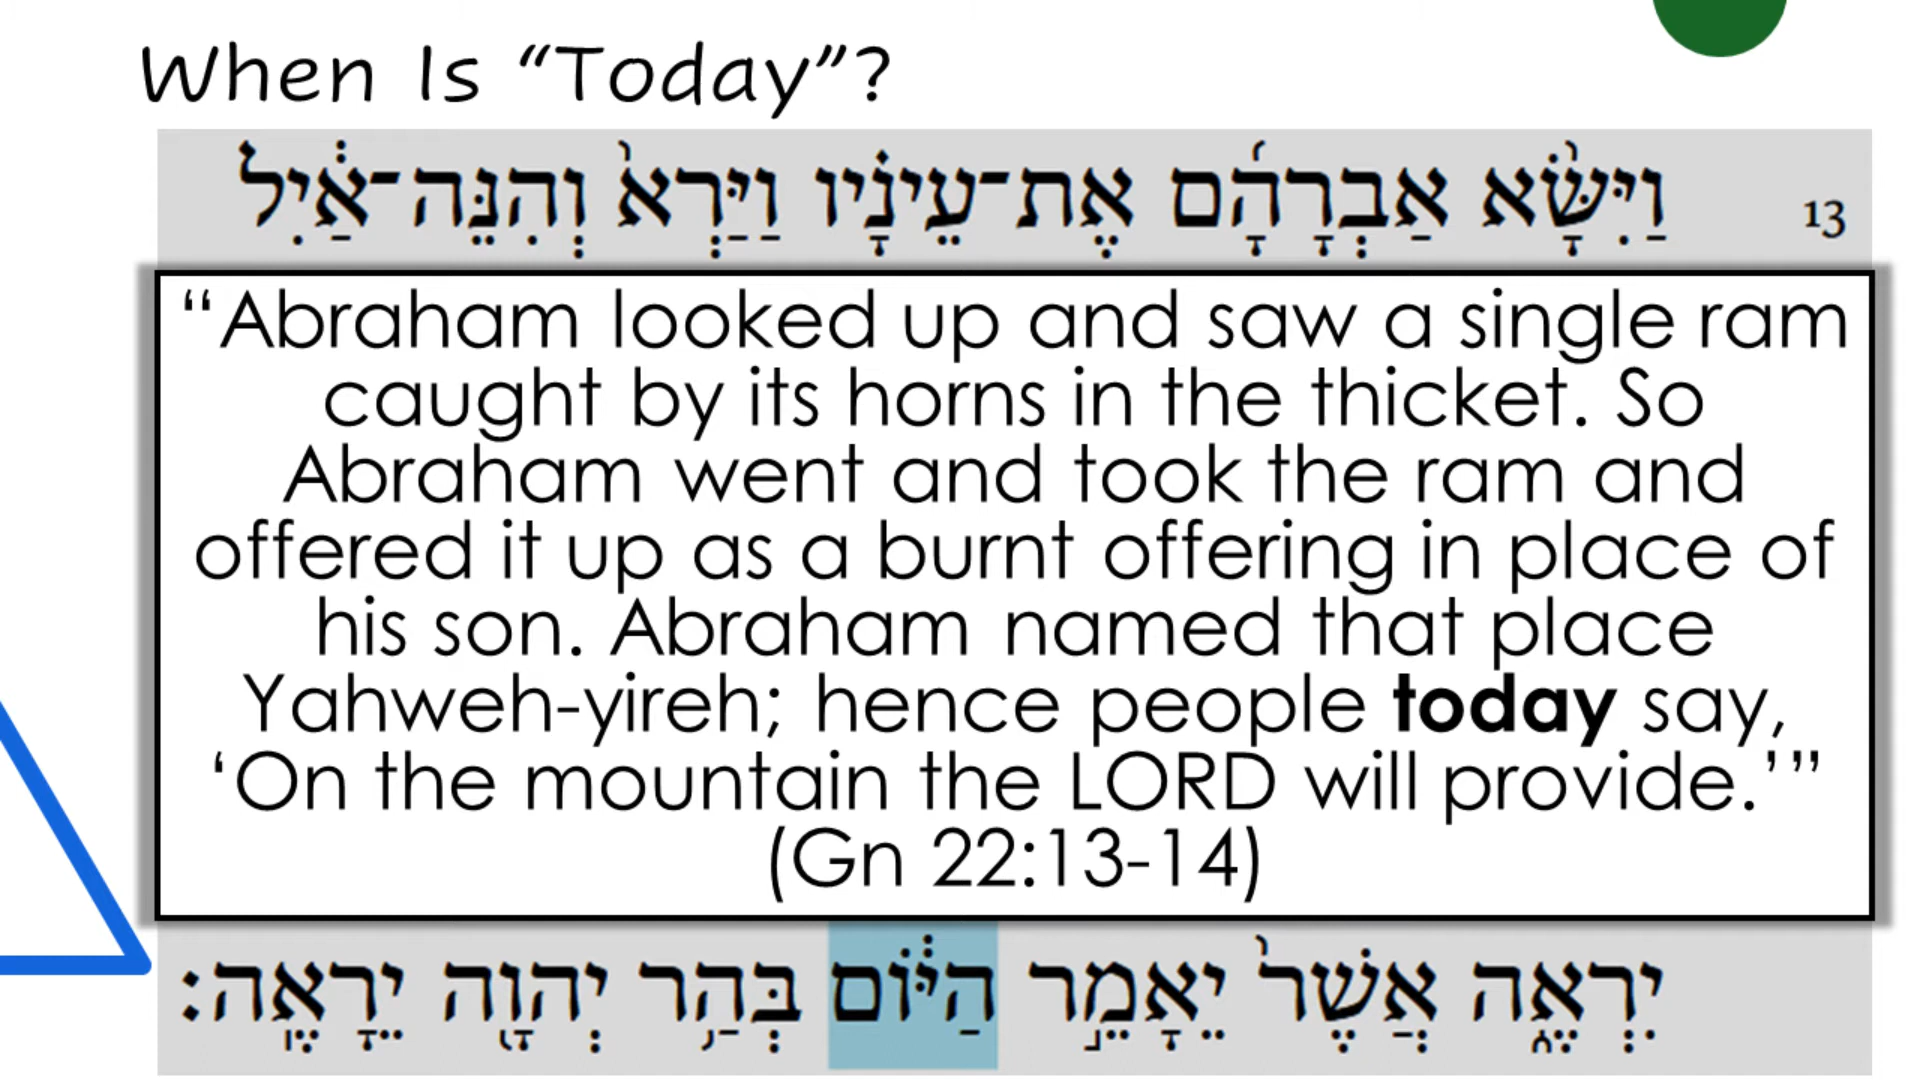 When Is “Today”?
13 וַיִּשָּׂ֨א אַבְרָהָ֜ם אֶת־עֵינָ֗יו וַיַּרְא֙ וְהִנֵּה־אַ֔יִל
“Abraham looked up and saw a single ram
caught by its horns in the thicket. So
Abraham went and took the ram and
offered it up as a burnt offering in place of
his son. Abraham named that place
Yahweh-yireh; hence people today say,
‘On the mountain the LORD will provide.’”
(Gn 22:13-14)
יִרְאֶ֑ה אֲשֶׁר֙ יֵאָמֵ֣ר הַיּ֔וֹם בְּהַ֥ר יְהוָ֖ה יֵרָאֶֽה׃